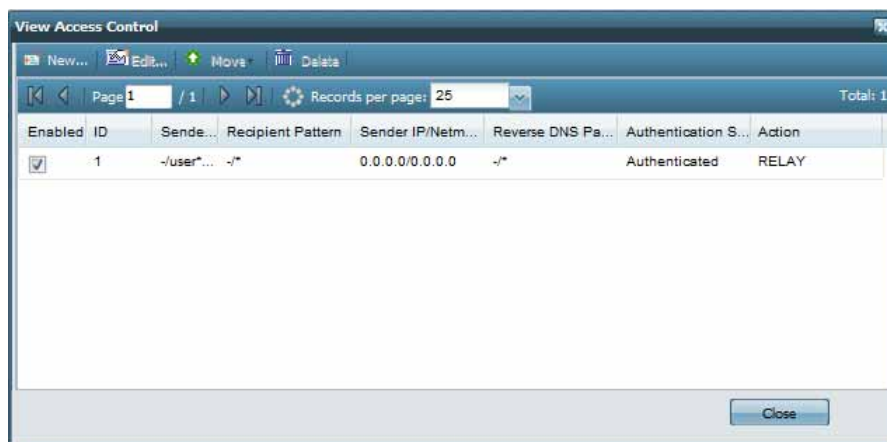 View Access Control
New... Edit... Move Delete
Page 1 / 1 Records per page: 25 Total: 1
Enabled ID Sende... Recipient Pattern Sender IP/Netm... Reverse DNS Pa... Authentication S... Action
1 -/user*... -/* 0.0.0.0/0.0.0.0 -/* Authenticated RELAY
Close